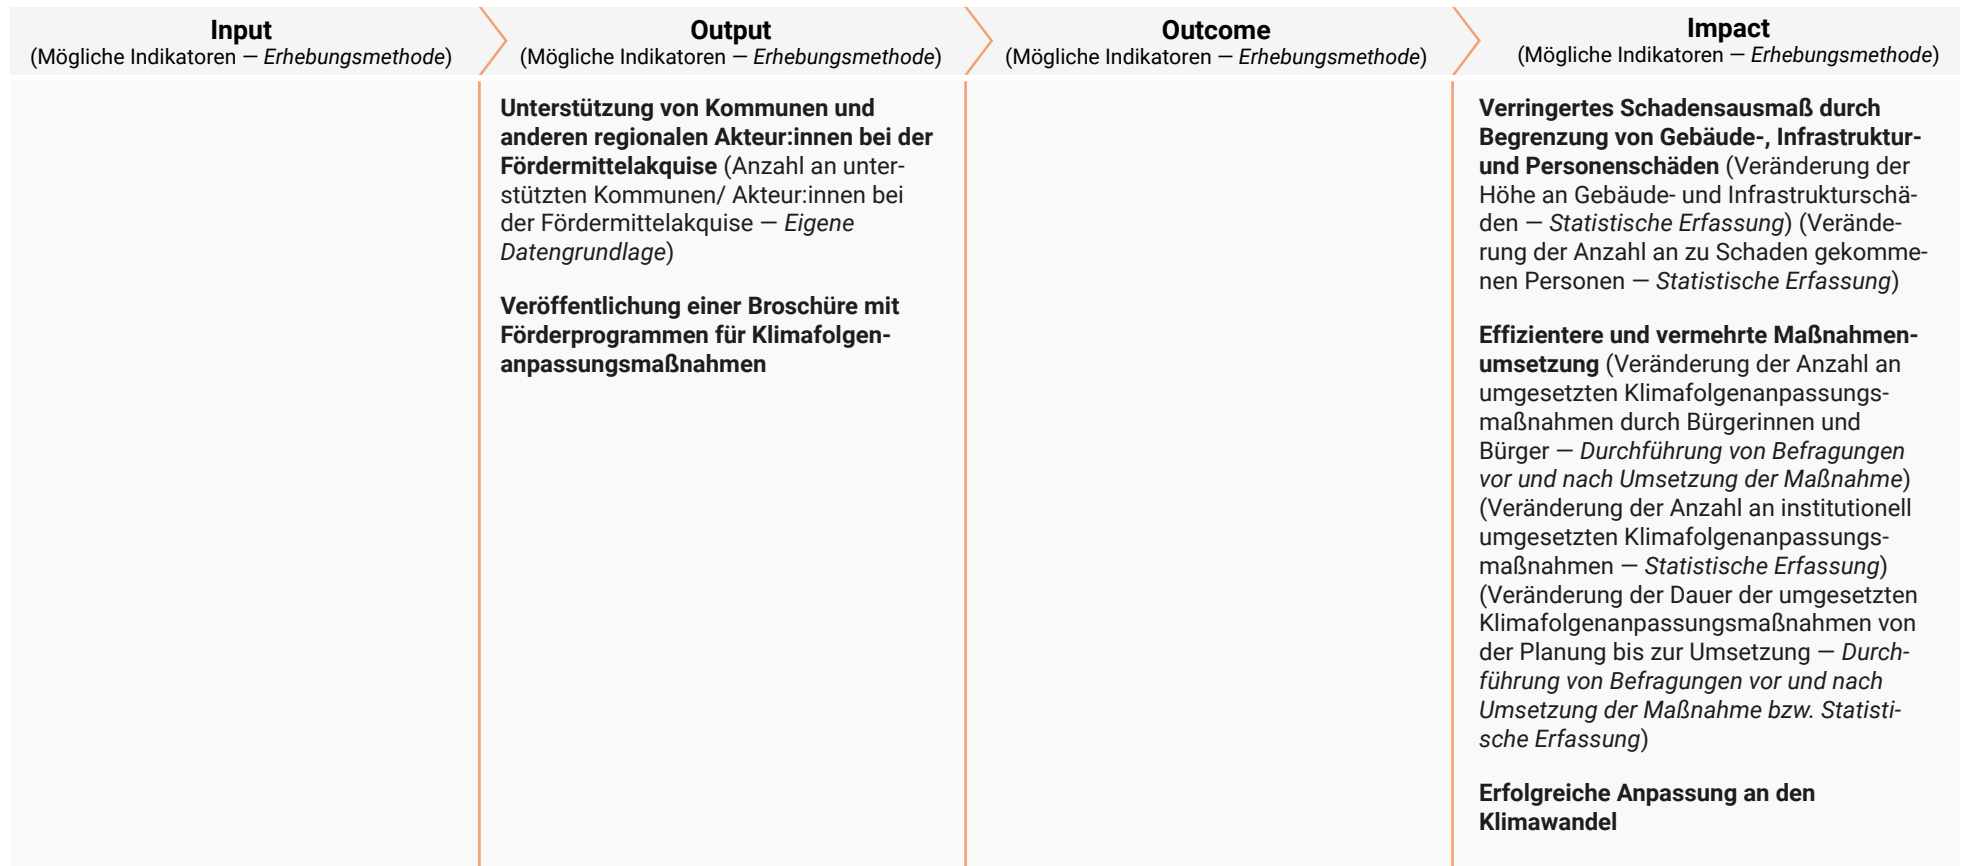 Input
(Mögliche Indikatoren — Erhebungsmethode)
Output
(Mögliche Indikatoren — Erhebungsmethode)
Outcome
(Mögliche Indikatoren — Erhebungsmethode)
Impact
(Mögliche Indikatoren — Erhebungsmethode)
Unterstützung von Kommunen und
anderen regionalen Akteur:innen bei der
Fördermittelakquise (Anzahl an unter-
stützten Kommunen/ Akteur:innen bei
der Fördermittelakquise — Eigene
Datengrundlage)
Veröffentlichung einer Broschüre mit
Förderprogrammen für Klimafolgen-
anpassungsmaßnahmen
Verringertes Schadensausmaß durch
Begrenzung von Gebäude-, Infrastruktur-
und Personenschäden (Veränderung der
Höhe an Gebäude- und Infrastrukturschä-
den — Statistische Erfassung) (Verände-
rung der Anzahl an zu Schaden gekomme-
nen Personen — Statistische Erfassung)
Effizientere und vermehrte Maßnahmen-
umsetzung (Veränderung der Anzahl an
umgesetzten Klimafolgenanpassungs-
maßnahmen durch Bürgerinnen und
Bürger — Durchführung von Befragungen
vor und nach Umsetzung der Maßnahme)
(Veränderung der Anzahl an institutionell
umgesetzten Klimafolgenanpassungs-
maßnahmen — Statistische Erfassung)
(Veränderung der Dauer der umgesetzten
Klimafolgenanpassungsmaßnahmen von
der Planung bis zur Umsetzung — Durch-
führung von Befragungen vor und nach
Umsetzung der Maßnahme bzw. Statisti-
sche Erfassung)
Erfolgreiche Anpassung an den
Klimawandel